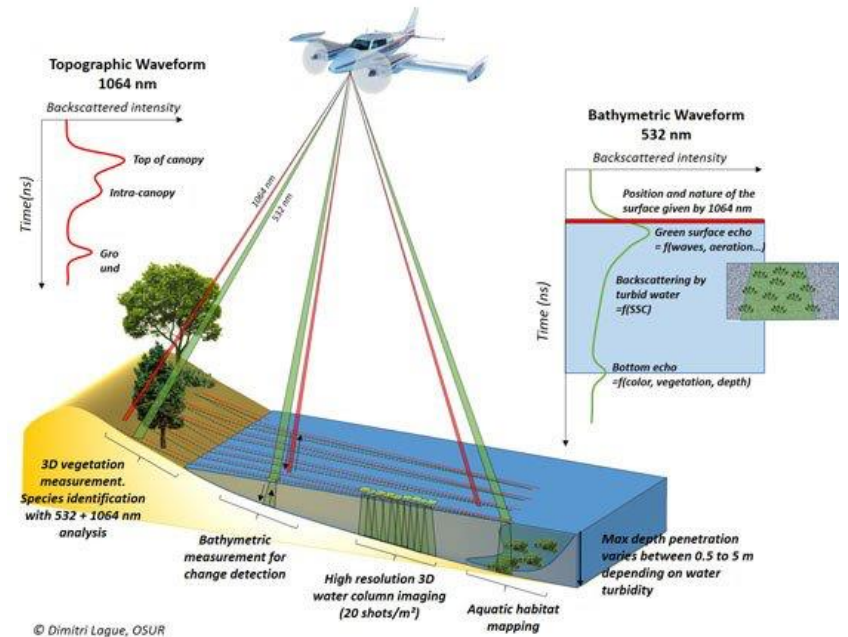 Topographic Waveform
1064 nm
Backscattered intensity
Time(ns)
Top of canopy
Intra-canopy
Gro
und
1064 nm
532 nm
Bathymetric Waveform
532 nm
Backscattered intensity
Time (ns)
Position and nature of the
surface given by 1064 nm
Green surface echo
= f(waves, aeration...)
Backscattering by
turbid water
=f(SSC)
Bottom echo
=f(color, vegetation, depth)
3D vegetation
measurement.
Species identification
with 532 + 1064 nm
analysis
Bathymetric
measurement for
change detection
High resolution 3D
water column imaging
(20 shots/m²)
Aquatic habitat
mapping
Max depth penetration
varies between 0.5 to 5 m
depending on water
turbidity
© Dimitri Lague, OSUR